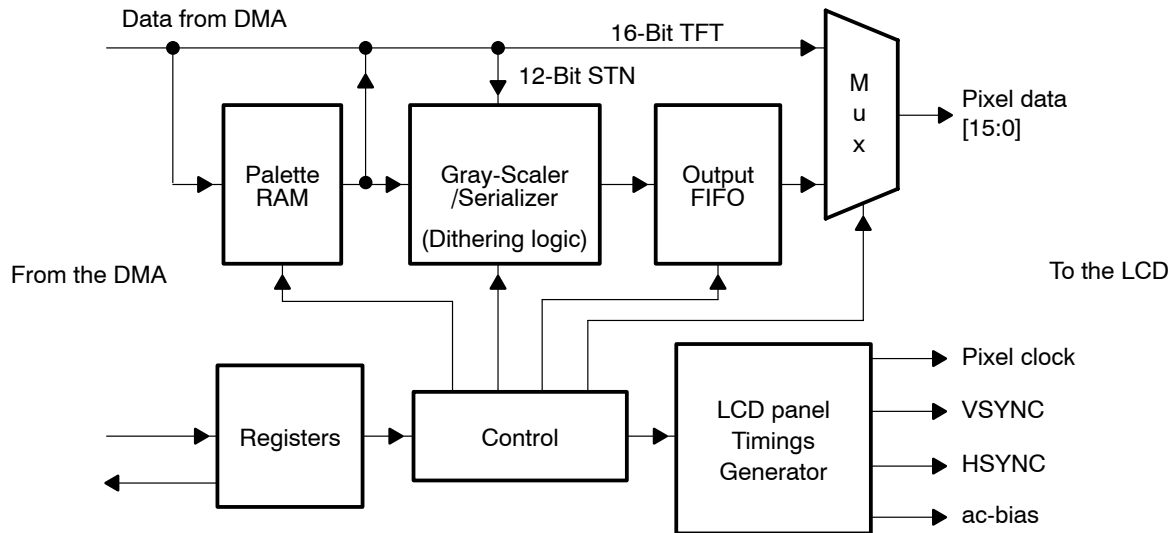 Data from DMA
16-Bit TFT
12-Bit STN
M
u
x
Pixel data
[15:0]
Palette
RAM
Gray-Scaler
/Serializer
(Dithering logic)
Output
FIFO
From the DMA
To the LCD
Registers
Control
LCD panel
Timings
Generator
Pixel clock
VSYNC
HSYNC
ac-bias